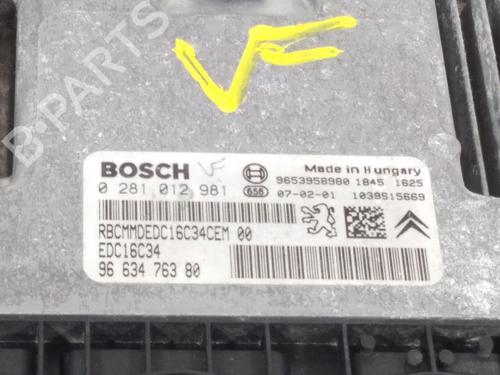 VF
B-PARTS
BOSCH VF Made in Hungary
0 281 012 981 9653958980 1845 1625
658 07-02-01 1039S15669
RBCMMDEDC16C34CEM 00
EDC16C34
96 634 763 80